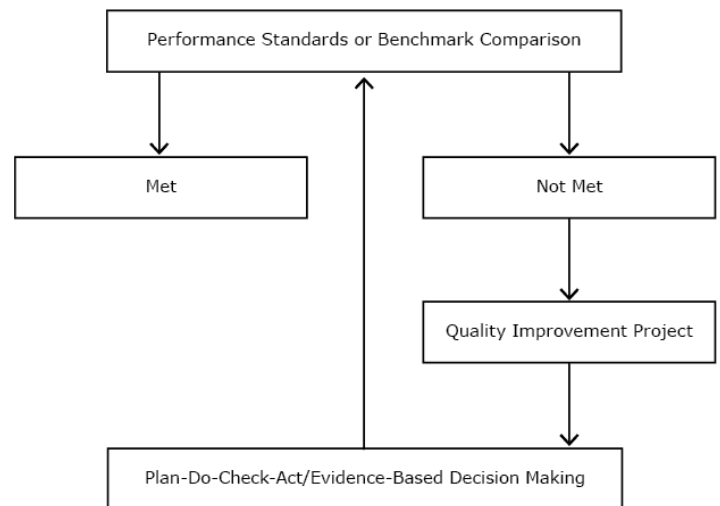 Performance Standards or Benchmark Comparison
Met
Not Met
Quality Improvement Project
Plan-Do-Check-Act/Evidence-Based Decision Making